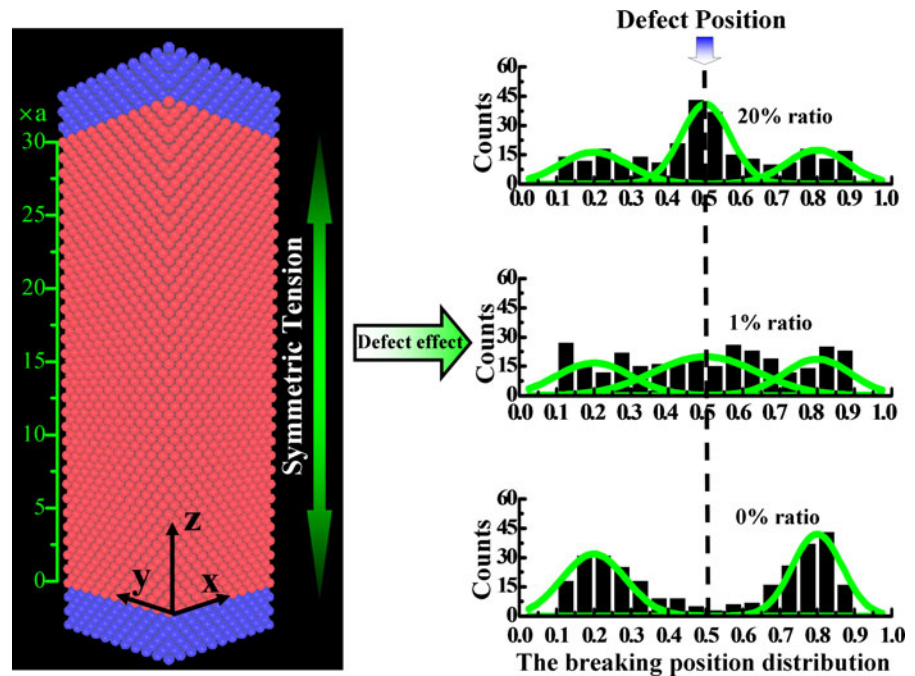 ×a
30
25
20
15
10
5
0
z
y
x
Symmetric Tension
Defect effect
Defect Position
60
45
30
15
0
Counts
20% ratio
0.0 0.1 0.2 0.3 0.4 0.5 0.6 0.7 0.8 0.9 1.0
60
45
30
15
0
Counts
1% ratio
0.0 0.1 0.2 0.3 0.4 0.5 0.6 0.7 0.8 0.9 1.0
60
45
30
15
0
Counts
0% ratio
0.0 0.1 0.2 0.3 0.4 0.5 0.6 0.7 0.8 0.9 1.0
The breaking position distribution